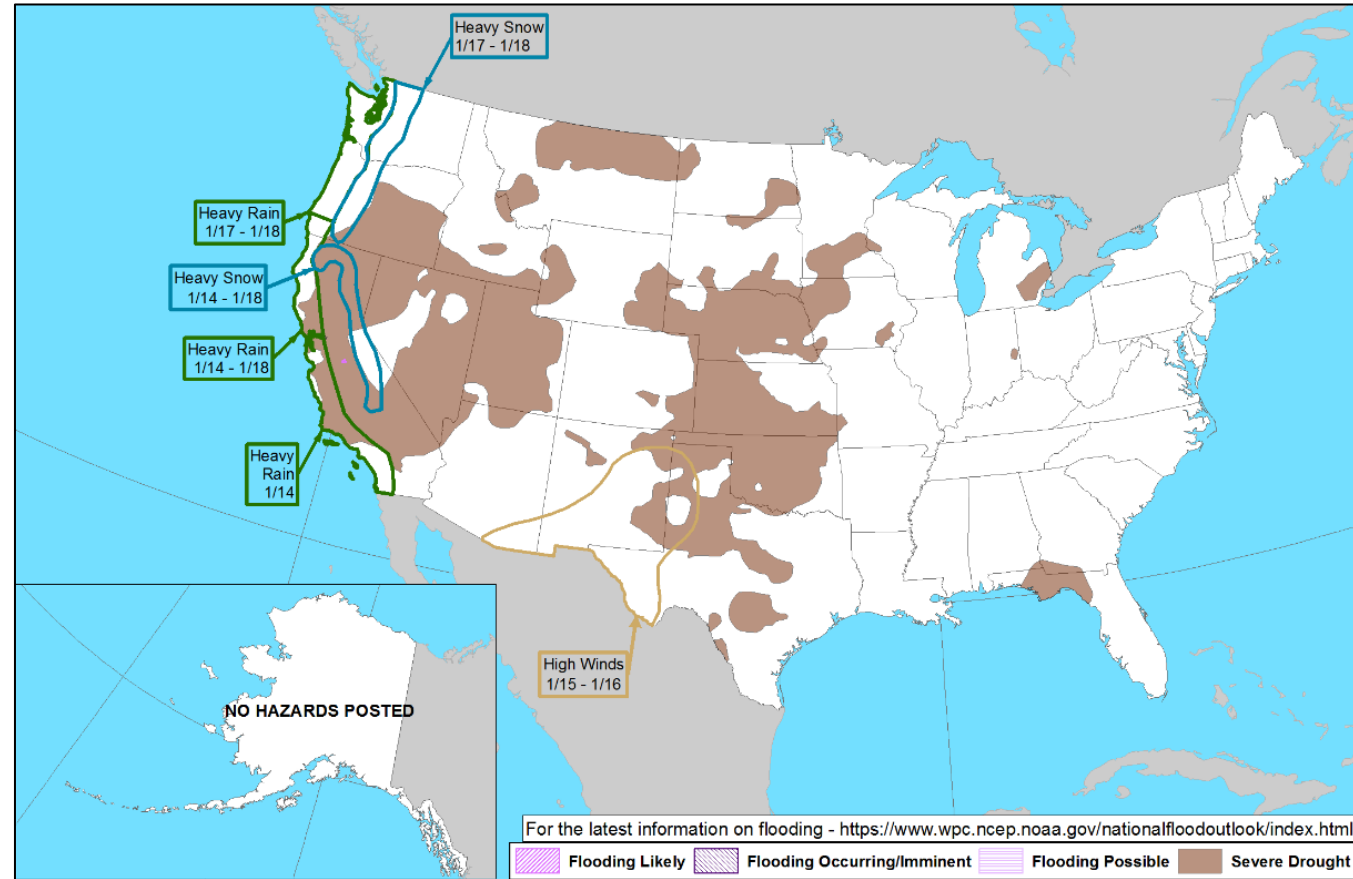 Heavy Snow
1/17 - 1/18
Heavy Rain
1/17 - 1/18
Heavy Snow
1/14 - 1/18
Heavy Rain
1/14 - 1/18
Heavy
Rain
1/14
High Winds
1/15 - 1/16
NO HAZARDS POSTED
For the latest information on flooding - https://www.wpc.ncep.noaa.gov/nationalfloodoutlook/index.html
Flooding Likely Flooding Occurring/Imminent Flooding Possible Severe Drought